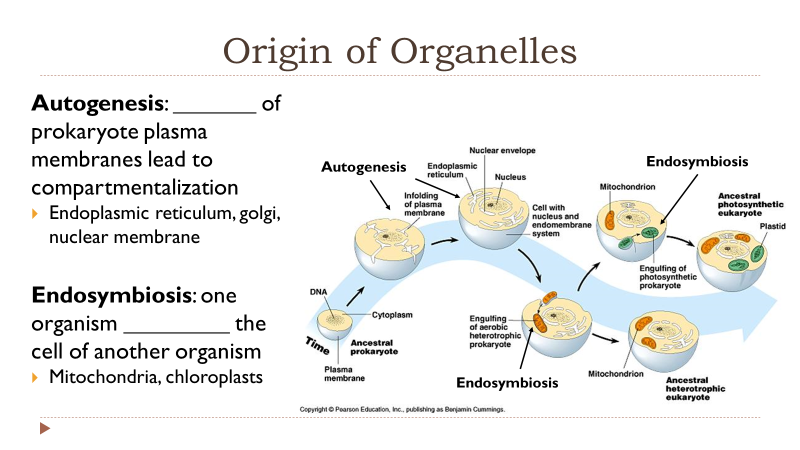 Origin of Organelles
Autogenesis: _______ of
prokaryote plasma
membranes lead to
compartmentalization
Endoplasmic reticulum, golgi,
nuclear membrane
Endosymbiosis: one
organism _________ the
cell of another organism
Mitochondria, chloroplasts
Autogenesis
Nuclear envelope
Endoplasmic
reticulum
Nucleus
Infolding
of plasma
membrane
Cell with
nucleus and
endomembrane
system
Endosymbiosis
Mitochondrion
Ancestral
photosynthetic
eukaryote
Plastid
Engulfing of
photosynthetic
prokaryote
DNA
Cytoplasm
Ancestral
prokaryote
Plasma
membrane
Time
Engulfing
of aerobic
heterotrophic
prokaryote
Endosymbiosis
Mitochondrion
Ancestral
heterotrophic
eukaryote
Copyright © Pearson Education, Inc., publishing as Benjamin Cummings.